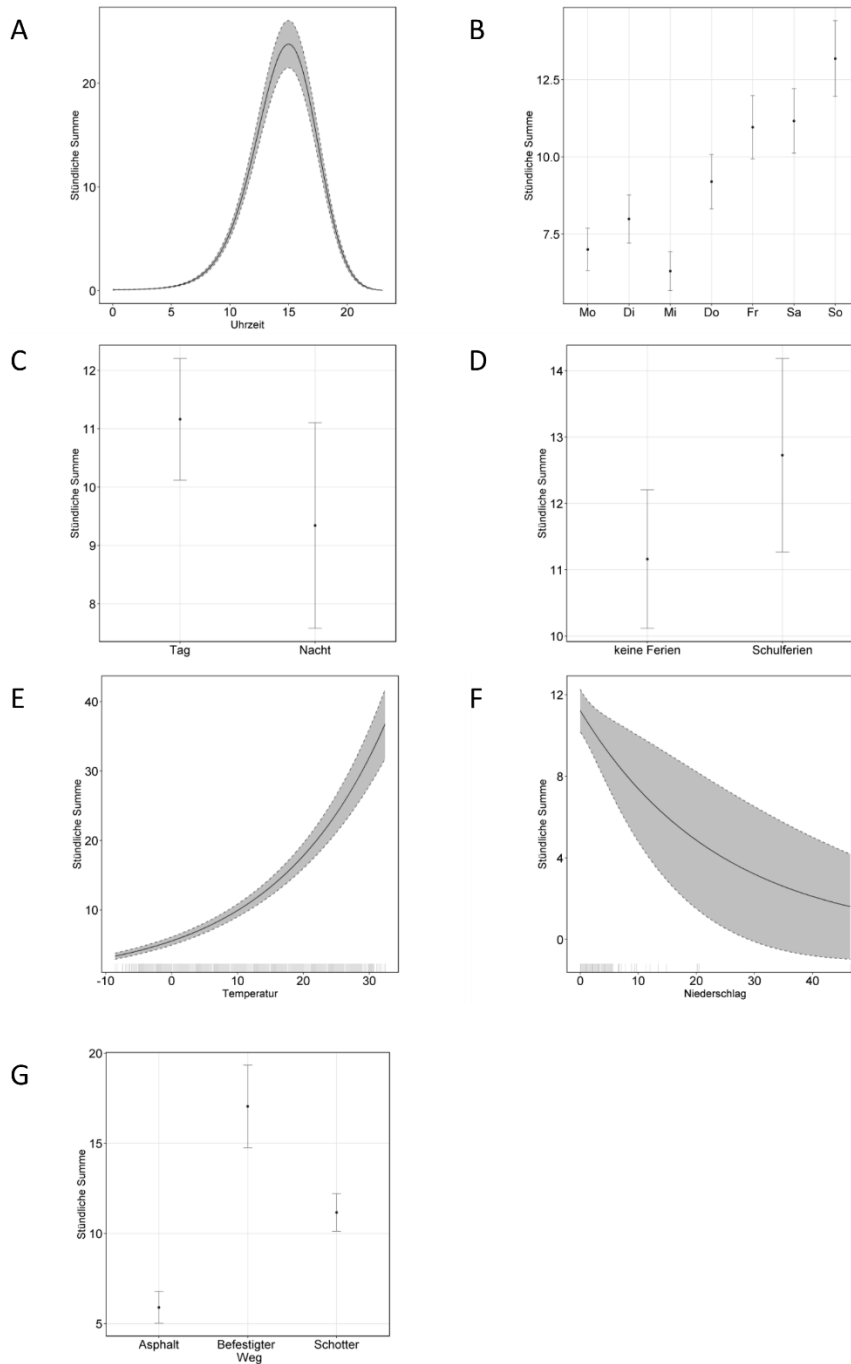 A
Stündliche Summe
20
10
0
0 5 10 15 20
Uhrzeit
B
Stündliche Summe
12.5
10.0
7.5
Mo Di Mi Do Fr Sa So
C
Stündliche Summe
12
11
10
9
8
Tag Nacht
D
Stündliche Summe
14
13
12
11
10
keine Ferien Schulferien
E
Stündliche Summe
40
30
20
10
-10 0 10 20 30
Temperatur
F
Stündliche Summe
12
8
4
0
0 10 20 30 40
Niederschlag
G
Stündliche Summe
20
15
10
5
Asphalt Befestigter Schotter
Weg